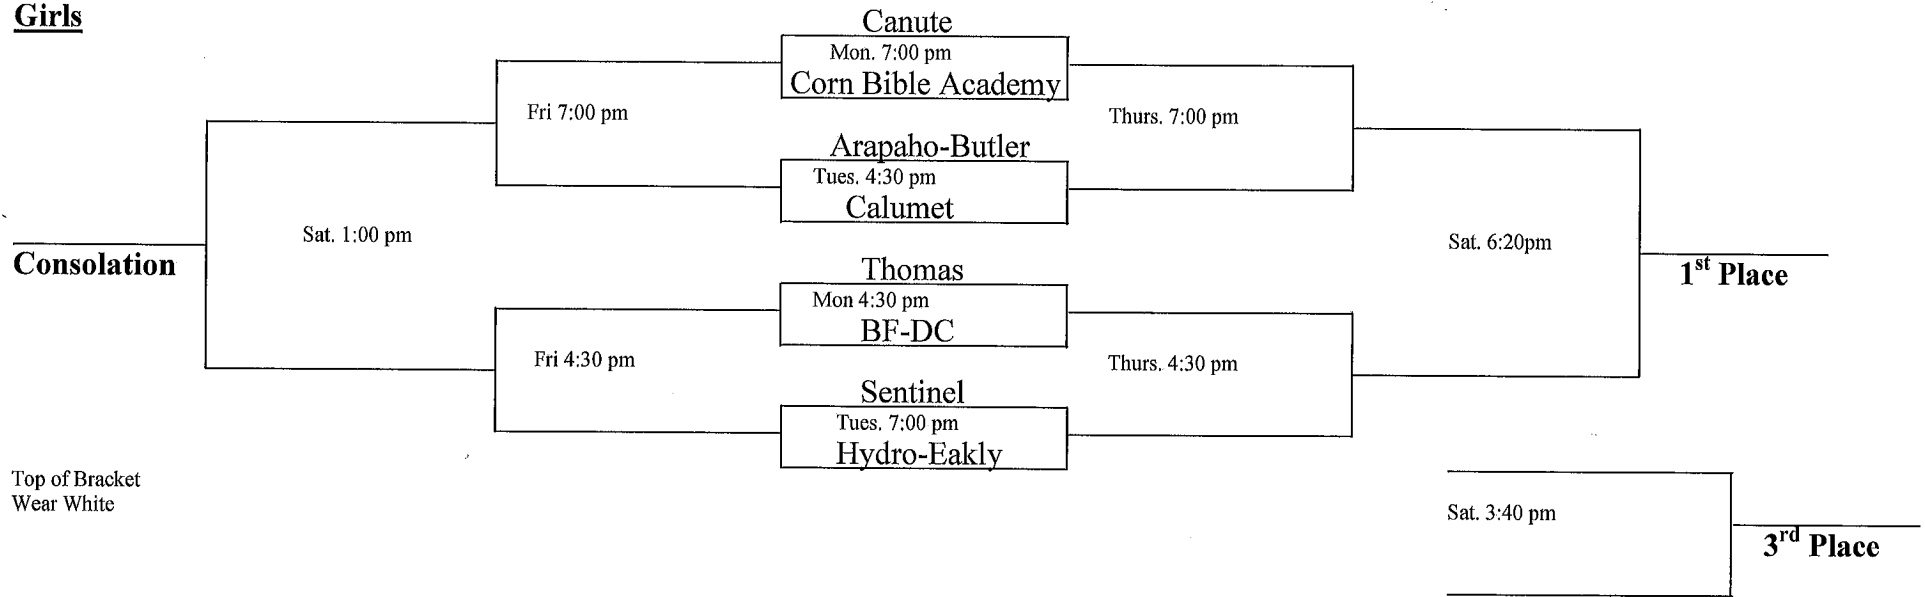 Girls
Canute
Mon. 7:00 pm
Corn Bible Academy
Fri 7:00 pm
Thurs. 7:00 pm
Arapaho-Butler
Tues. 4:30 pm
Calumet
Sat. 1:00 pm
Sat. 6:20pm
Consolation
1st Place
Thomas
Mon 4:30 pm
BF-DC
Fri 4:30 pm
Thurs. 4:30 pm
Sentinel
Tues. 7:00 pm
Hydro-Eakly
Top of Bracket
Wear White
Sat. 3:40 pm
3rd Place